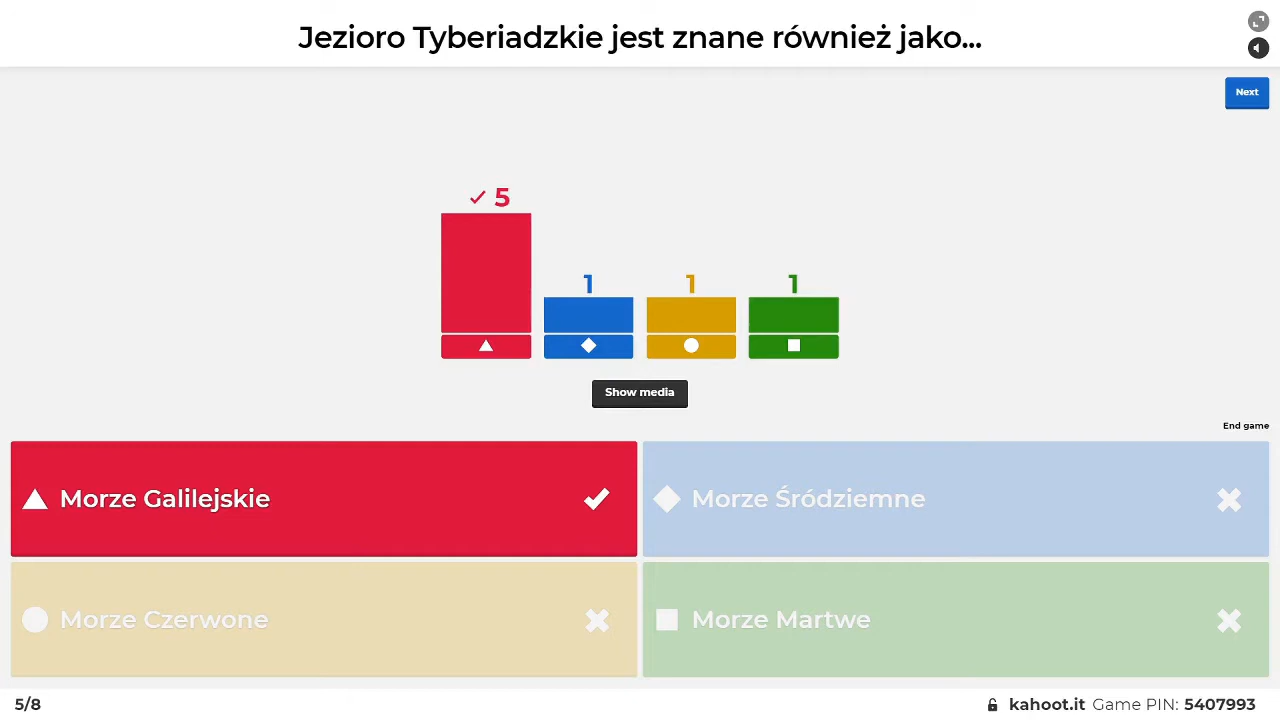 Jezioro Tyberiadzkie jest znane również jako...
Next
5
1
1
1
Show media
End game
Morze Galilejskie
Morze Śródziemne
Morze Czerwone
Morze Martwe
5/8
kahoot.it Game PIN: 5407993